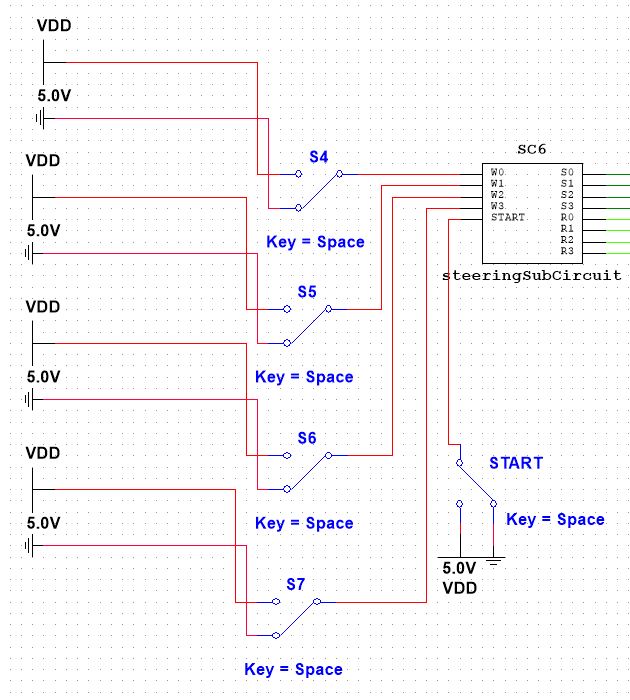 VDD
5.0V
S4
Key = Space
VDD
5.0V
S5
Key = Space
VDD
5.0V
S6
Key = Space
VDD
5.0V
S7
Key = Space
SC6
W0 S0
W1 S1
W2 S2
W3 S3
START R0
R1
R2
R3
steeringSubCircuit
START
Key = Space
5.0V
VDD